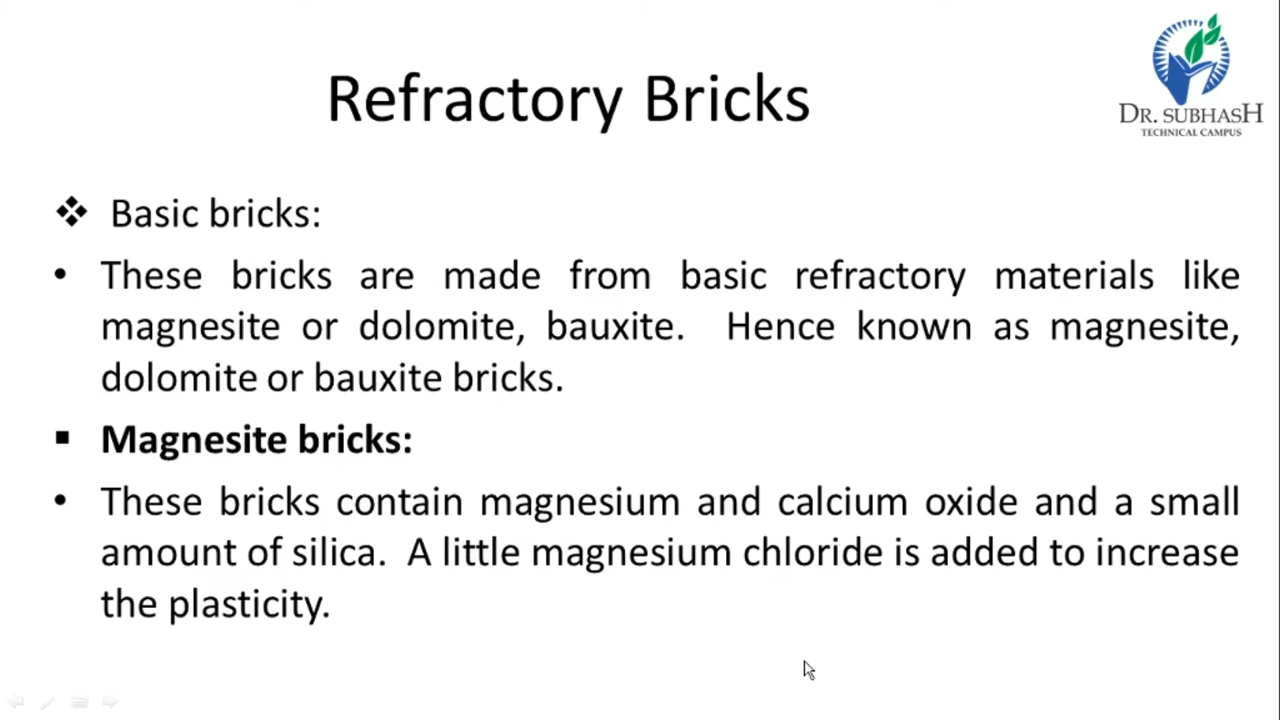 DR. SUBHASH
TECHNICAL CAMPUS
Refractory Bricks
❖ Basic bricks:
• These bricks are made from basic refractory materials like
magnesite or dolomite, bauxite. Hence known as magnesite,
dolomite or bauxite bricks.
▪ Magnesite bricks:
• These bricks contain magnesium and calcium oxide and a small
amount of silica. A little magnesium chloride is added to increase
the plasticity.